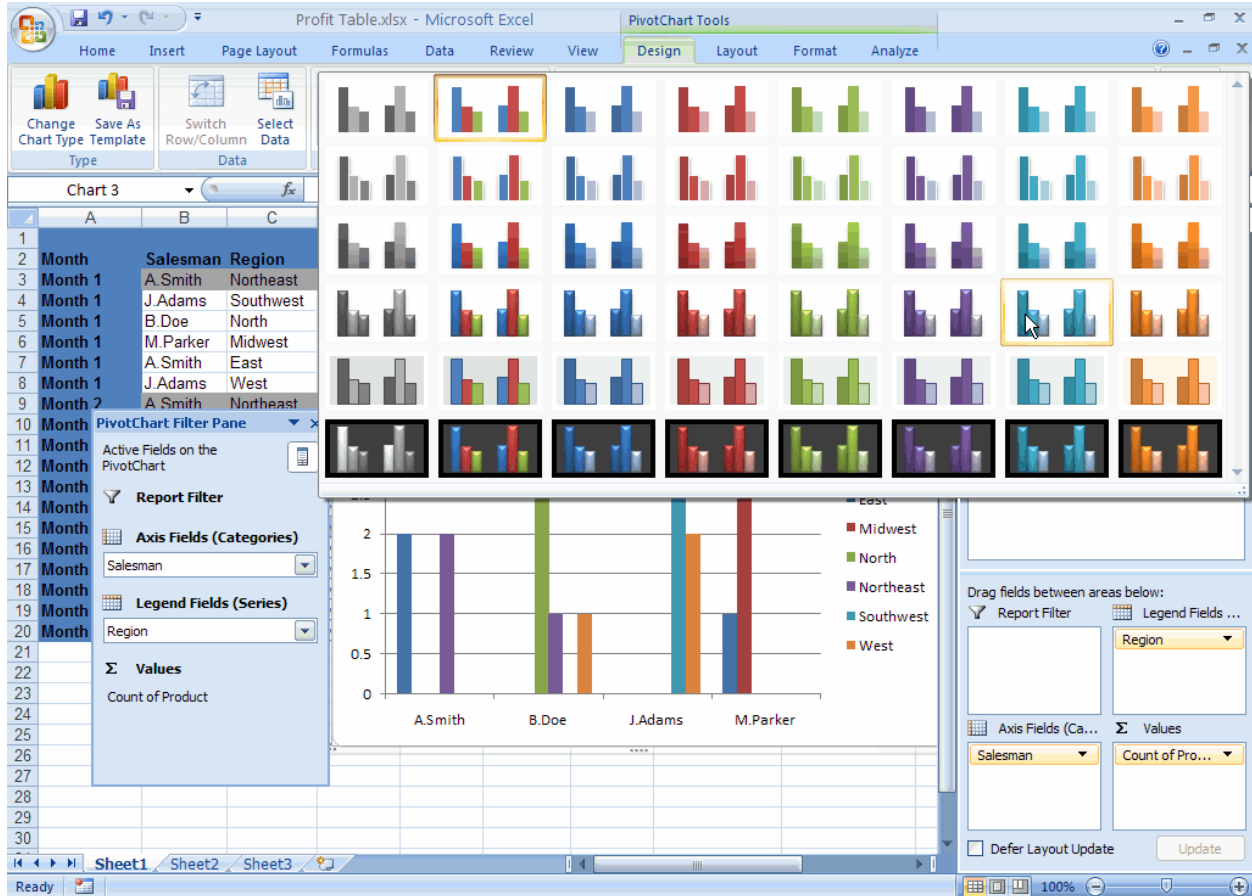 Profit Table.xlsx - Microsoft Excel
PivotChart Tools
Home Insert Page Layout Formulas Data Review View Design Layout Format Analyze
Change Chart Type
Save As Template
Switch Row/Column
Select Data
Type
Data
Chart 3
fx
A B C
1
2 Month Salesman Region
3 Month 1 A.Smith Northeast
4 Month 1 J.Adams Southwest
5 Month 1 B.Doe North
6 Month 1 M.Parker Midwest
7 Month 1 A.Smith East
8 Month 1 J.Adams West
9 Month 2 A.Smith Northeast
10 Month
11 Month
12 Month
13 Month
14 Month
15 Month
16 Month
17 Month
18 Month
19 Month
20 Month
21
22
23
24
25
26
27
28
29
30
PivotChart Filter Pane
Active Fields on the
PivotChart
Report Filter
Axis Fields (Categories)
Salesman
Legend Fields (Series)
Region
Σ Values
Count of Product
2
1.5
1
0.5
0
A.Smith B.Doe J.Adams M.Parker
East
Midwest
North
Northeast
Southwest
West
Drag fields between areas below:
Report Filter
Legend Fields ...
Region
Axis Fields (Ca...
Σ Values
Salesman
Count of Pro...
Defer Layout Update
Update
Sheet1 Sheet2 Sheet3
Ready
100%